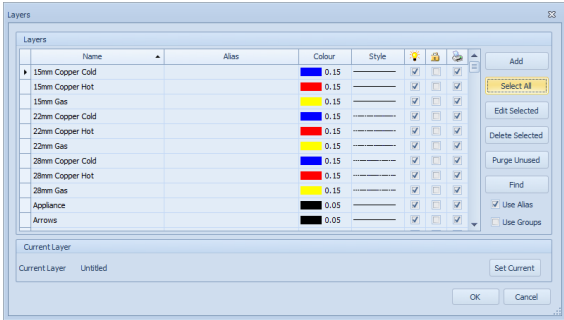 Layers
Layers
Name Alias Colour Style
Add
15mm Copper Cold 0.15
15mm Copper Hot 0.15
Select All
15mm Gas 0.15
22mm Copper Cold 0.15
Edit Selected
22mm Copper Hot 0.15
Delete Selected
22mm Gas 0.15
28mm Copper Cold 0.15
Purge Unused
28mm Copper Hot 0.15
28mm Gas 0.15
Find
Appliance 0.05
Use Alias
Arrows 0.05
Use Groups
Current Layer
Current Layer Untitled
Set Current
OK Cancel